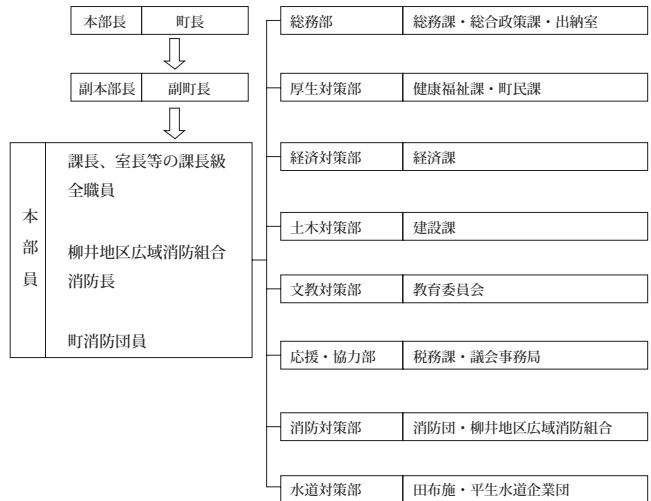 本部長 町長
副本部長 副町長
本部員
課長、室長等の課長級
全職員
柳井地区広域消防組合
消防長
町消防団員
総務部 総務課・総合政策課・出納室
厚生対策部 健康福祉課・町民課
経済対策部 経済課
土木対策部 建設課
文教対策部 教育委員会
応援・協力部 税務課・議会事務局
消防対策部 消防団・柳井地区広域消防組合
水道対策部 田布施・平生水道企業団